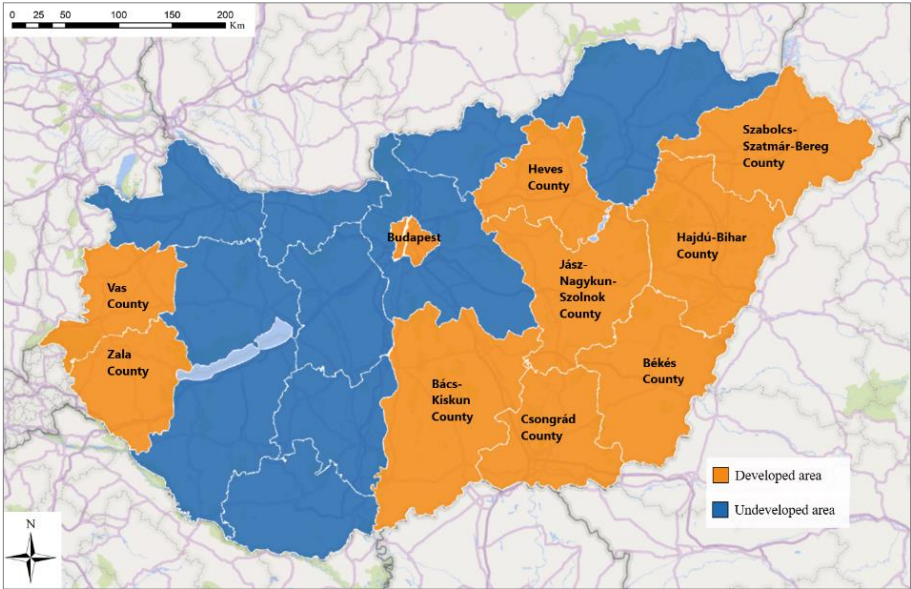 0 25 50 100 150 200
Km
Szabolcs-
Szatmár-Bereg
County
Heves
County
Budapest
Hajdú-Bihar
County
Jász-
Nagykun-
Szolnok
County
Vas
County
Zala
County
Békés
County
Bács-
Kiskun
County
Csongrád
County
Developed area
Undeveloped area
N